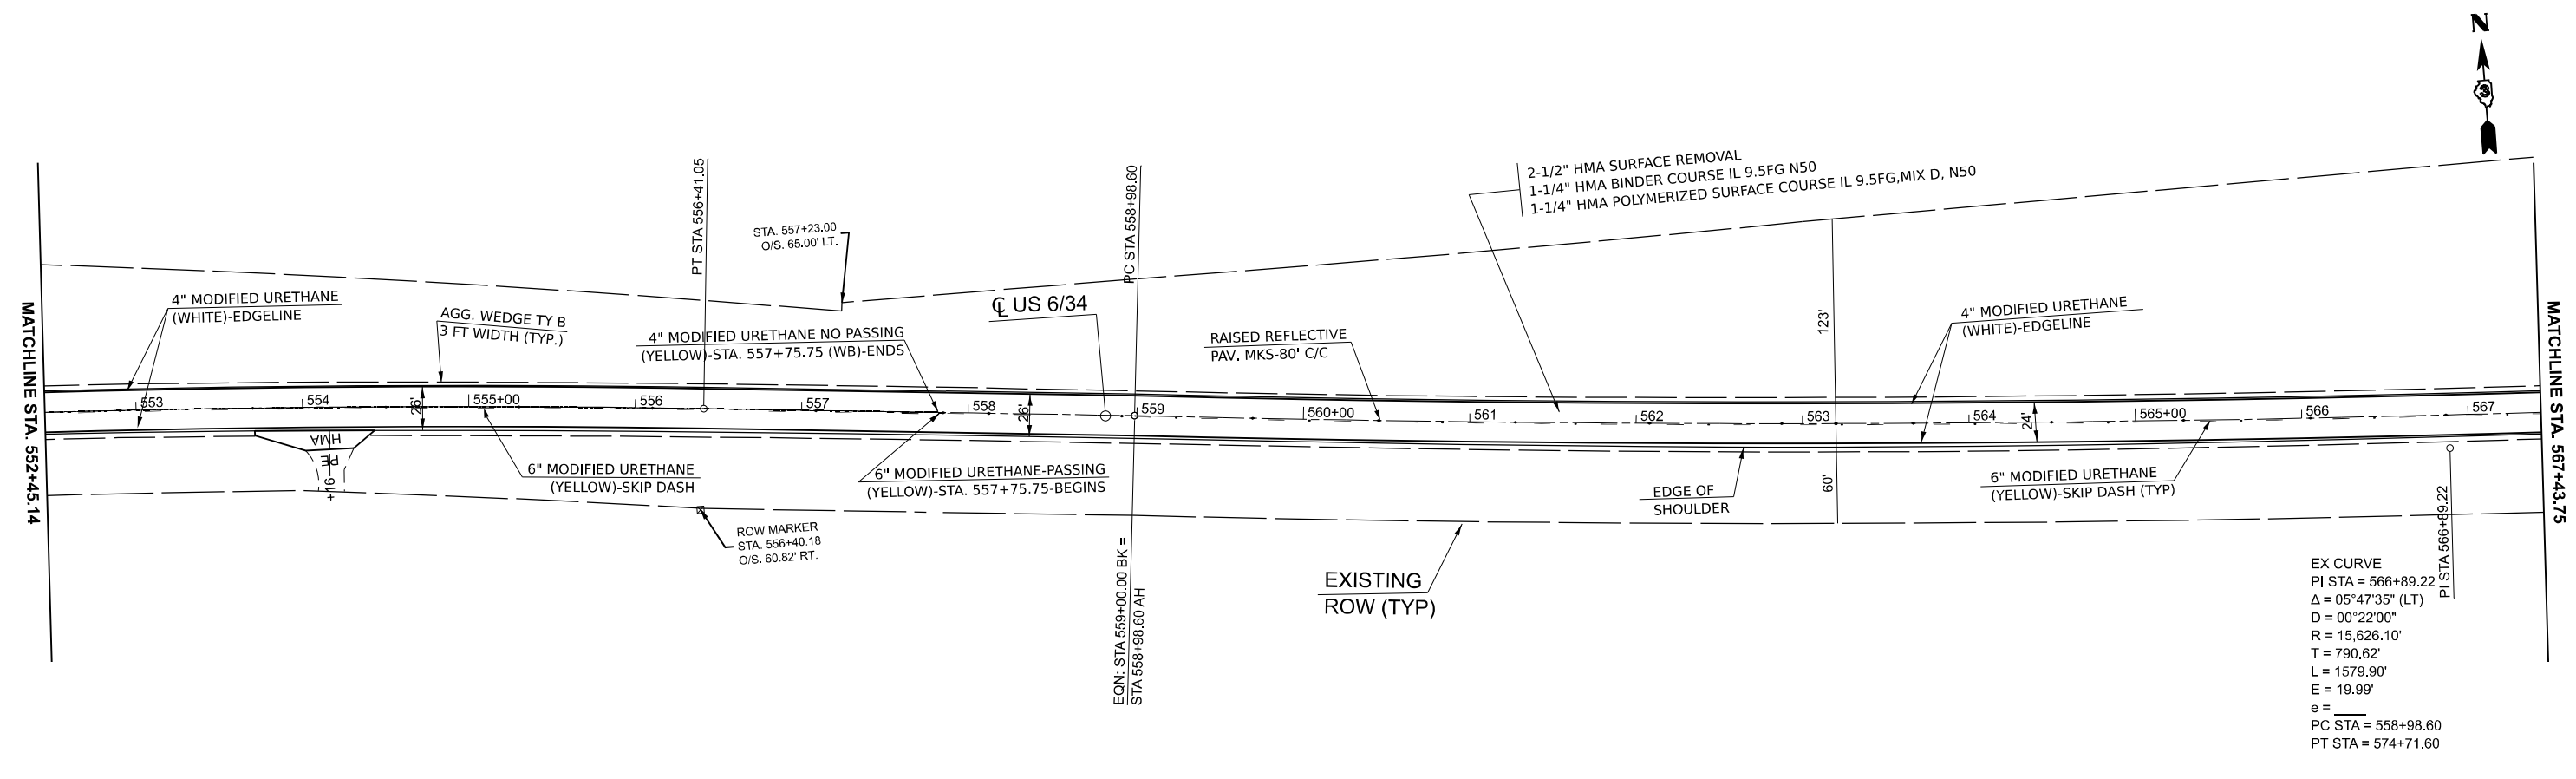 N
3
2-1/2" HMA SURFACE REMOVAL
1-1/4" HMA BINDER COURSE IL 9.5FG N50
1-1/4" HMA POLYMERIZED SURFACE COURSE IL 9.5FG,MIX D, N50
PT STA 556+41.05
PC STA 558+98.60
STA. 557+23.00
O/S. 65.00' LT.
MATCHLINE STA. 552+45.14
4" MODIFIED URETHANE
(WHITE)-EDGELINE
AGG. WEDGE TY B
3 FT WIDTH (TYP.)
4" MODIFIED URETHANE NO PASSING
(YELLOW)-STA. 557+75.75 (WB)-ENDS
℄ US 6/34
RAISED REFLECTIVE
PAV. MKS-80' C/C
123'
4" MODIFIED URETHANE
(WHITE)-EDGELINE
MATCHLINE STA. 567+43.75
553
554
26'
555+00
556
557
558
26'
559
560+00
561
562
563
564
24'
565+00
566
567
HMA
PE
+16
6" MODIFIED URETHANE
(YELLOW)-SKIP DASH
6" MODIFIED URETHANE-PASSING
(YELLOW)-STA. 557+75.75-BEGINS
EDGE OF
SHOULDER
60'
6" MODIFIED URETHANE
(YELLOW)-SKIP DASH (TYP)
PI STA 566+89.22
ROW MARKER
STA. 556+40.18
O/S. 60.82' RT.
EQN: STA 559+00.00 BK =
STA 558+98.60 AH
EXISTING
ROW (TYP)
EX CURVE
PI STA = 566+89.22
Δ = 05°47'35" (LT)
D = 00°22'00"
R = 15,626.10'
T = 790.62'
L = 1579.90'
E = 19.99'
e = ____
PC STA = 558+98.60
PT STA = 574+71.60